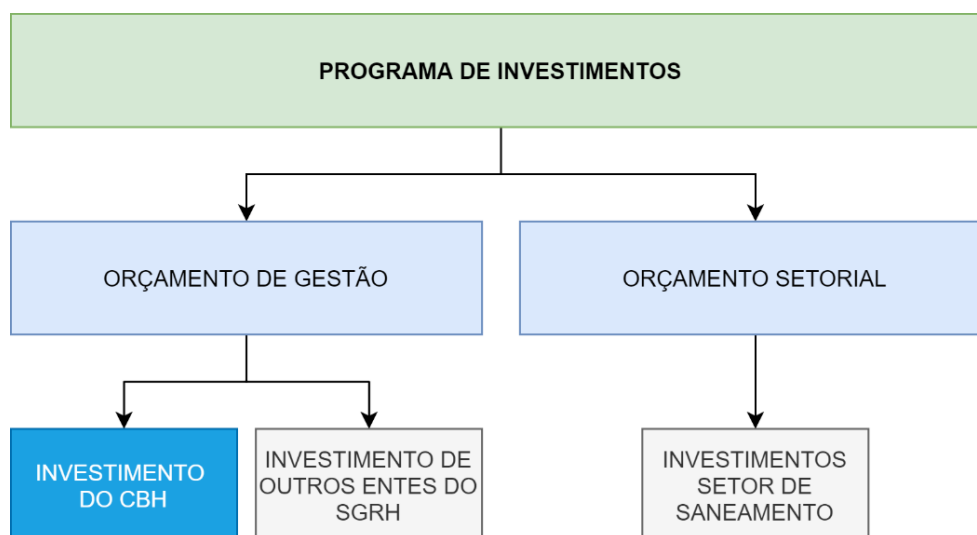 PROGRAMA DE INVESTIMENTOS
ORÇAMENTO DE GESTÃO
ORÇAMENTO SETORIAL
INVESTIMENTO
DO CBH
INVESTIMENTO DE
OUTROS ENTES DO
SGRH
INVESTIMENTOS
SETOR DE
SANEAMENTO